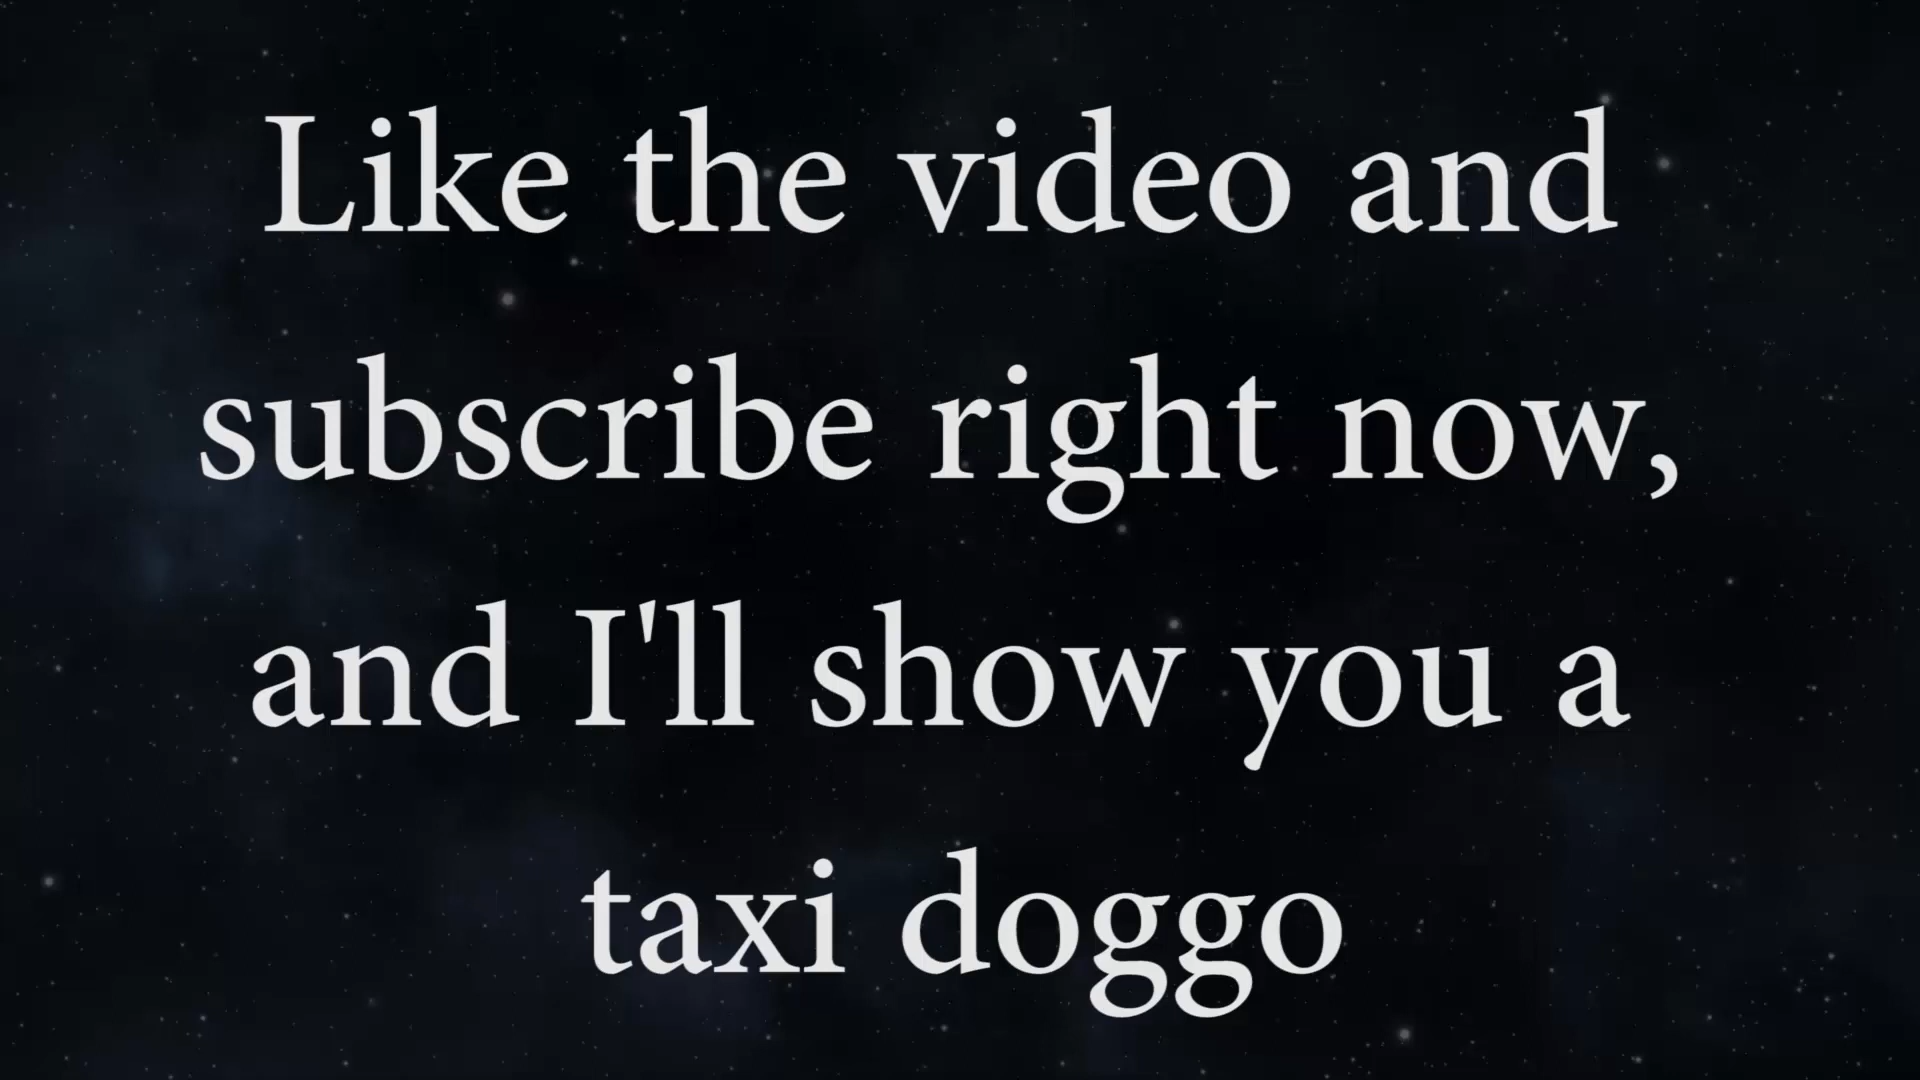 Like the video and
subscribe right now,
and I'll show you a
taxi doggo